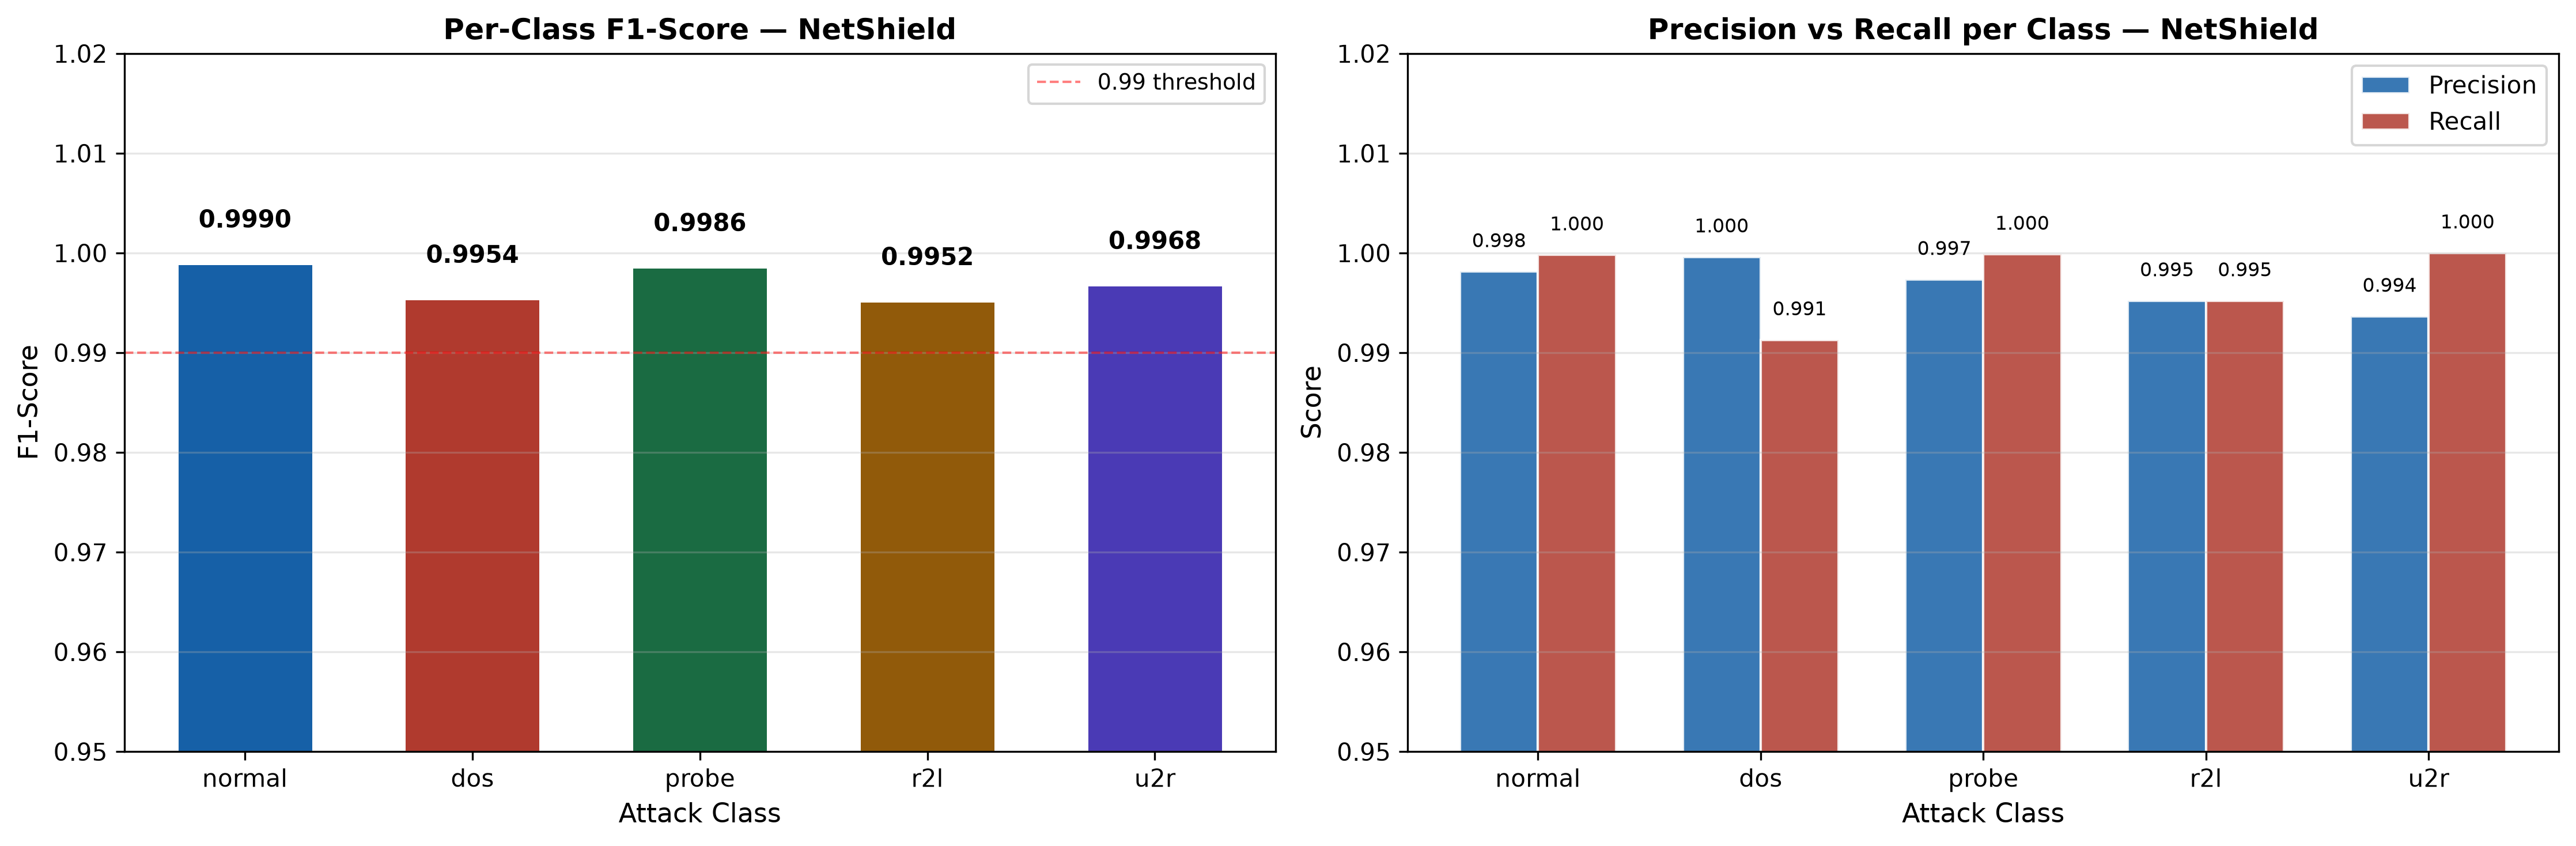 Per-Class F1-Score — NetShield
1.02
1.01
1.00
0.99
0.98
0.97
0.96
0.95
F1-Score
0.99 threshold
0.9990
0.9954
0.9986
0.9952
0.9968
normal
dos
probe
r2l
u2r
Attack Class
Precision vs Recall per Class — NetShield
1.02
1.01
1.00
0.99
0.98
0.97
0.96
0.95
Score
Precision
Recall
0.998
1.000
1.000
0.991
0.997
1.000
0.995
0.995
0.994
1.000
normal
dos
probe
r2l
u2r
Attack Class